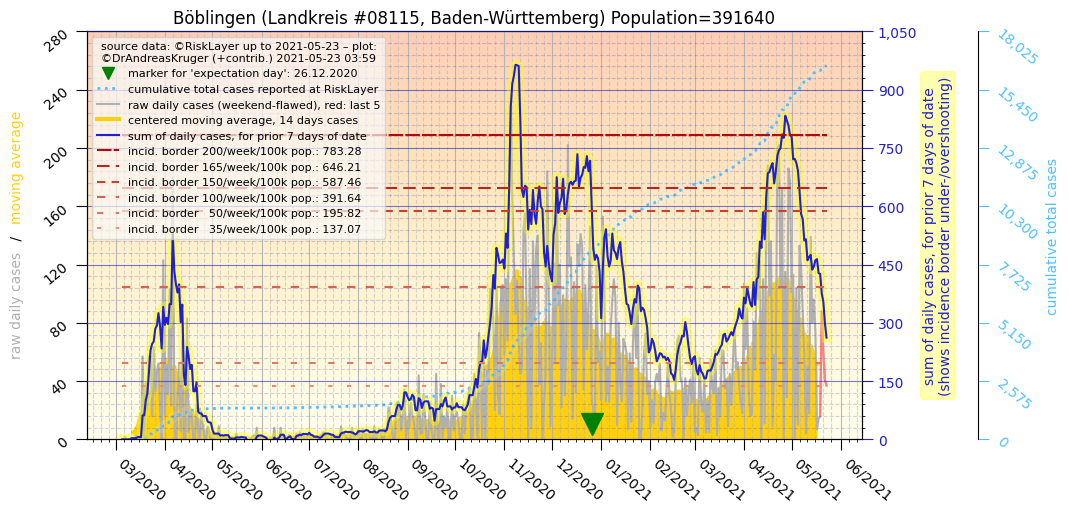 Böblingen (Landkreis #08115, Baden-Württemberg) Population=391640
source data: ©RiskLayer up to 2021-05-23 – plot:
©DrAndreasKruger (+contrib.) 2021-05-23 03:59
marker for 'expectation day': 26.12.2020
cumulative total cases reported at RiskLayer
raw daily cases (weekend-flawed), red: last 5
centered moving average, 14 days cases
sum of daily cases, for prior 7 days of date
incid. border 200/week/100k pop.: 783.28
incid. border 165/week/100k pop.: 646.21
incid. border 150/week/100k pop.: 587.46
incid. border 100/week/100k pop.: 391.64
incid. border   50/week/100k pop.: 195.82
incid. border   35/week/100k pop.: 137.07
raw daily cases / moving average
280
240
200
160
120
80
40
0
03/2020
04/2020
05/2020
06/2020
07/2020
08/2020
09/2020
10/2020
11/2020
12/2020
01/2021
02/2021
03/2021
04/2021
05/2021
06/2021
1,050
900
750
600
450
300
150
0
sum of daily cases, for prior 7 days of date
(shows incidence border under-/overshooting)
18,025
15,450
12,875
10,300
7,725
5,150
2,575
0
cumulative total cases